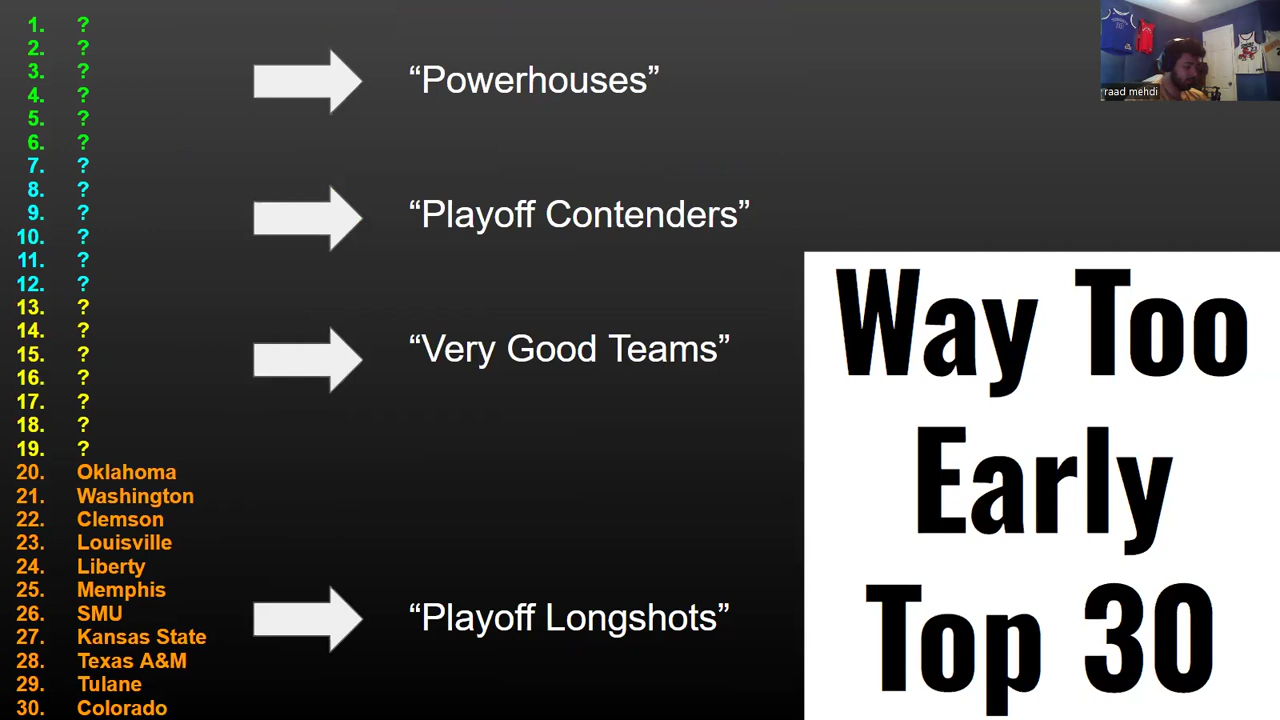 1. ?
2. ?
3. ?
4. ?
5. ?
6. ?
7. ?
8. ?
9. ?
10. ?
11. ?
12. ?
13. ?
14. ?
15. ?
16. ?
17. ?
18. ?
19. ?
20. Oklahoma
21. Washington
22. Clemson
23. Louisville
24. Liberty
25. Memphis
26. SMU
27. Kansas State
28. Texas A&M
29. Tulane
30. Colorado
“Powerhouses”
“Playoff Contenders”
“Very Good Teams”
“Playoff Longshots”
raad mehdi
Way Too
Early
Top 30